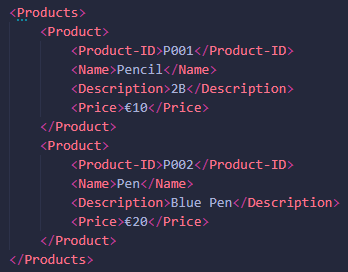 <Products>
    <Product>
        <Product-ID>P001</Product-ID>
        <Name>Pencil</Name>
        <Description>2B</Description>
        <Price>€10</Price>
    </Product>
    <Product>
        <Product-ID>P002</Product-ID>
        <Name>Pen</Name>
        <Description>Blue Pen</Description>
        <Price>€20</Price>
    </Product>
</Products>